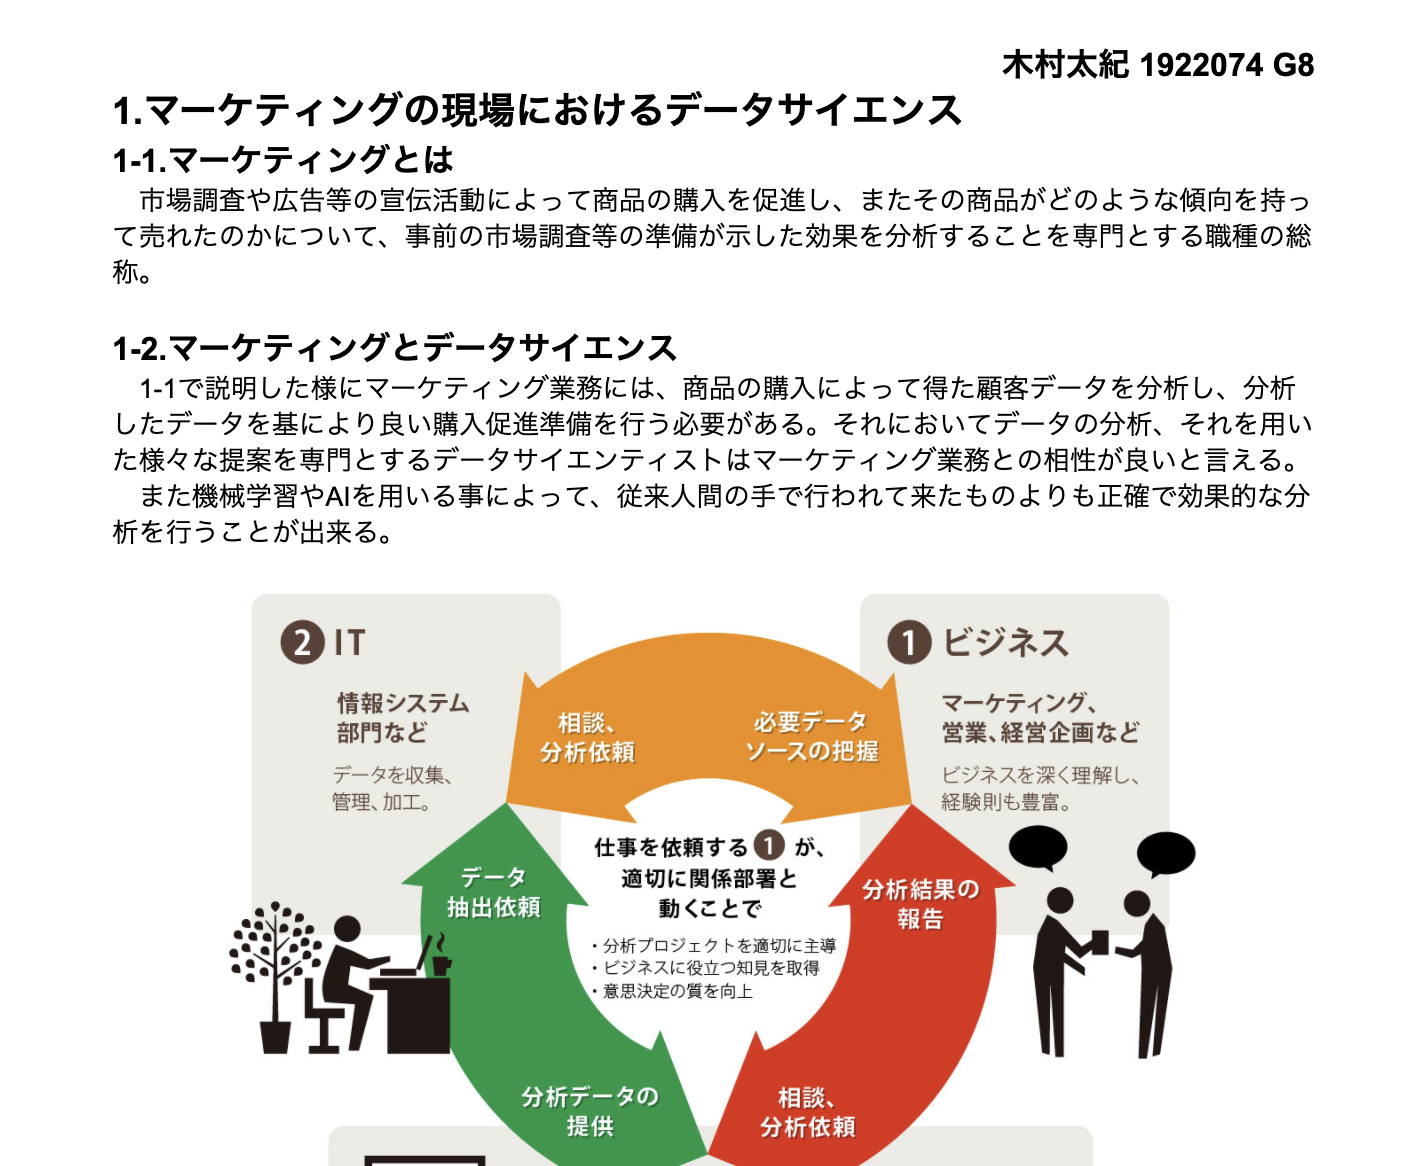 木村太紀 1922074 G8
1.マーケティングの現場におけるデータサイエンス
1-1.マーケティングとは
　市場調査や広告等の宣伝活動によって商品の購入を促進し、またその商品がどのような傾向を持っ
て売れたのかについて、事前の市場調査等の準備が示した効果を分析することを専門とする職種の総
称。
1-2.マーケティングとデータサイエンス
　1-1で説明した様にマーケティング業務には、商品の購入によって得た顧客データを分析し、分析
したデータを基により良い購入促進準備を行う必要がある。それにおいてデータの分析、それを用い
た様々な提案を専門とするデータサイエンティストはマーケティング業務との相性が良いと言える。
　また機械学習やAIを用いる事によって、従来人間の手で行われて来たものよりも正確で効果的な分
析を行うことが出来る。
2 IT
情報システム
部門など
データを収集、
管理、加工。
相談、
分析依頼
必要データ
ソースの把握
1 ビジネス
マーケティング、
営業、経営企画など
ビジネスを深く理解し、
経験則も豊富。
仕事を依頼する 1 が、
適切に関係部署と
動くことで
・分析プロジェクトを適切に主導
・ビジネスに役立つ知見を取得
・意思決定の質を向上
データ
抽出依頼
分析結果の
報告
分析データの
提供
相談、
分析依頼